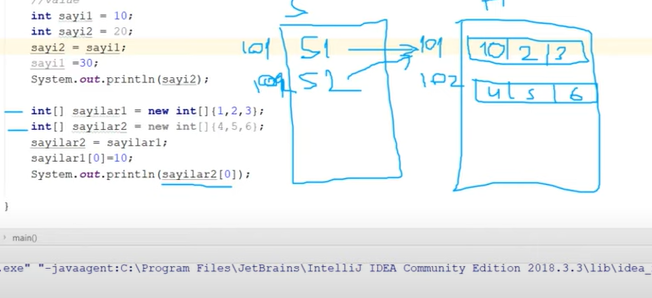 //value
int sayi1 = 10;
int sayi2 = 20;
sayi2 = sayi1;
sayi1 =30;
System.out.println(sayi2);
int[] sayilar1 = new int[]{1,2,3};
int[] sayilar2 = new int[]{4,5,6};
sayilar2 = sayilar1;
sayilar1[0]=10;
System.out.println(sayilar2[0]);
}
101 S1
S2
101 10 2 3
102 4 5 6
main()
.exe" "-javaagent:C:\Program Files\JetBrains\IntelliJ IDEA Community Edition 2018.3.3\lib\idea_